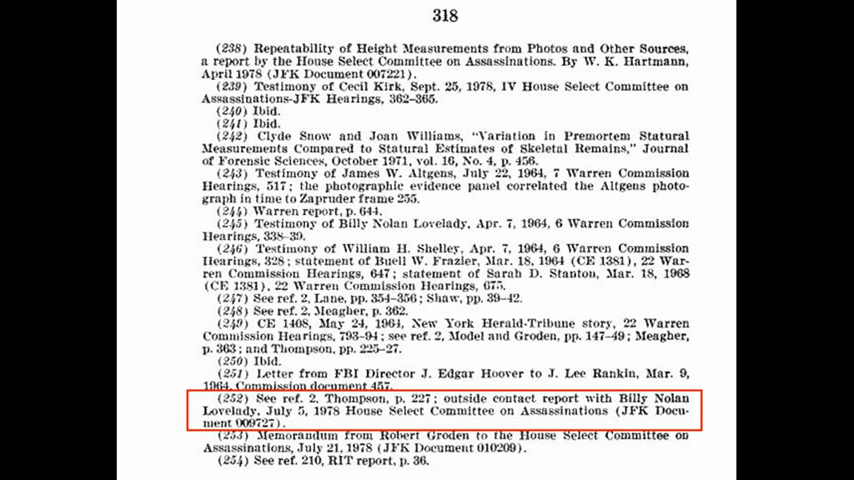 318
(238) Repeatability of Height Measurements from Photos and Other Sources,
a report by the House Select Committee on Assassinations. By W. K. Hartmann,
April 1978 (JFK Document 007221).
(239) Testimony of Cecil Kirk, Sept. 25, 1978, IV House Select Committee on
Assassinations-JFK Hearings, 362–365.
(240) Ibid.
(241) Ibid.
(242) Clyde Snow and Joan Williams, "Variation in Premortem Statural
Measurements Compared to Statural Estimates of Skeletal Remains," Journal
of Forensic Sciences, October 1971, vol. 16, No. 4, p. 456.
(243) Testimony of James W. Altgens, July 22, 1964, 7 Warren Commission
Hearings, 517; the photographic evidence panel correlated the Altgens photo-
graph in time to Zapruder frame 255.
(244) Warren report, p. 644.
(245) Testimony of Billy Nolan Lovelady, Apr. 7, 1964, 6 Warren Commission
Hearings, 338–39.
(246) Testimony of William H. Shelley, Apr. 7, 1964, 6 Warren Commission
Hearings, 328; statement of Buell W. Frazier, Mar. 18, 1964 (CE 1381), 22 War-
ren Commission Hearings, 647; statement of Sarah D. Stanton, Mar. 18, 1968
(CE 1381), 22 Warren Commission Hearings, 675.
(247) See ref. 2, Lane, pp. 354–356; Shaw, pp. 39–42.
(248) See ref. 2, Meagher, p. 362.
(249) CE 1408, May 24, 1964, New York Herald-Tribune story, 22 Warren
Commission Hearings, 793–94; see ref. 2, Model and Groden, pp. 147–49; Meagher,
p. 363; and Thompson, pp. 225–27.
(250) Ibid.
(251) Letter from FBI Director J. Edgar Hoover to J. Lee Rankin, Mar. 9,
1964, Commission document 457.
(252) See ref. 2, Thompson, p. 227; outside contact report with Billy Nolan
Lovelady, July 5, 1978 House Select Committee on Assassinations (JFK Docu-
ment 009727).
(253) Memorandum from Robert Groden to the House Select Committee on
Assassinations, July 21, 1978 (JFK Document 010209).
(254) See ref. 210, RIT report, p. 36.